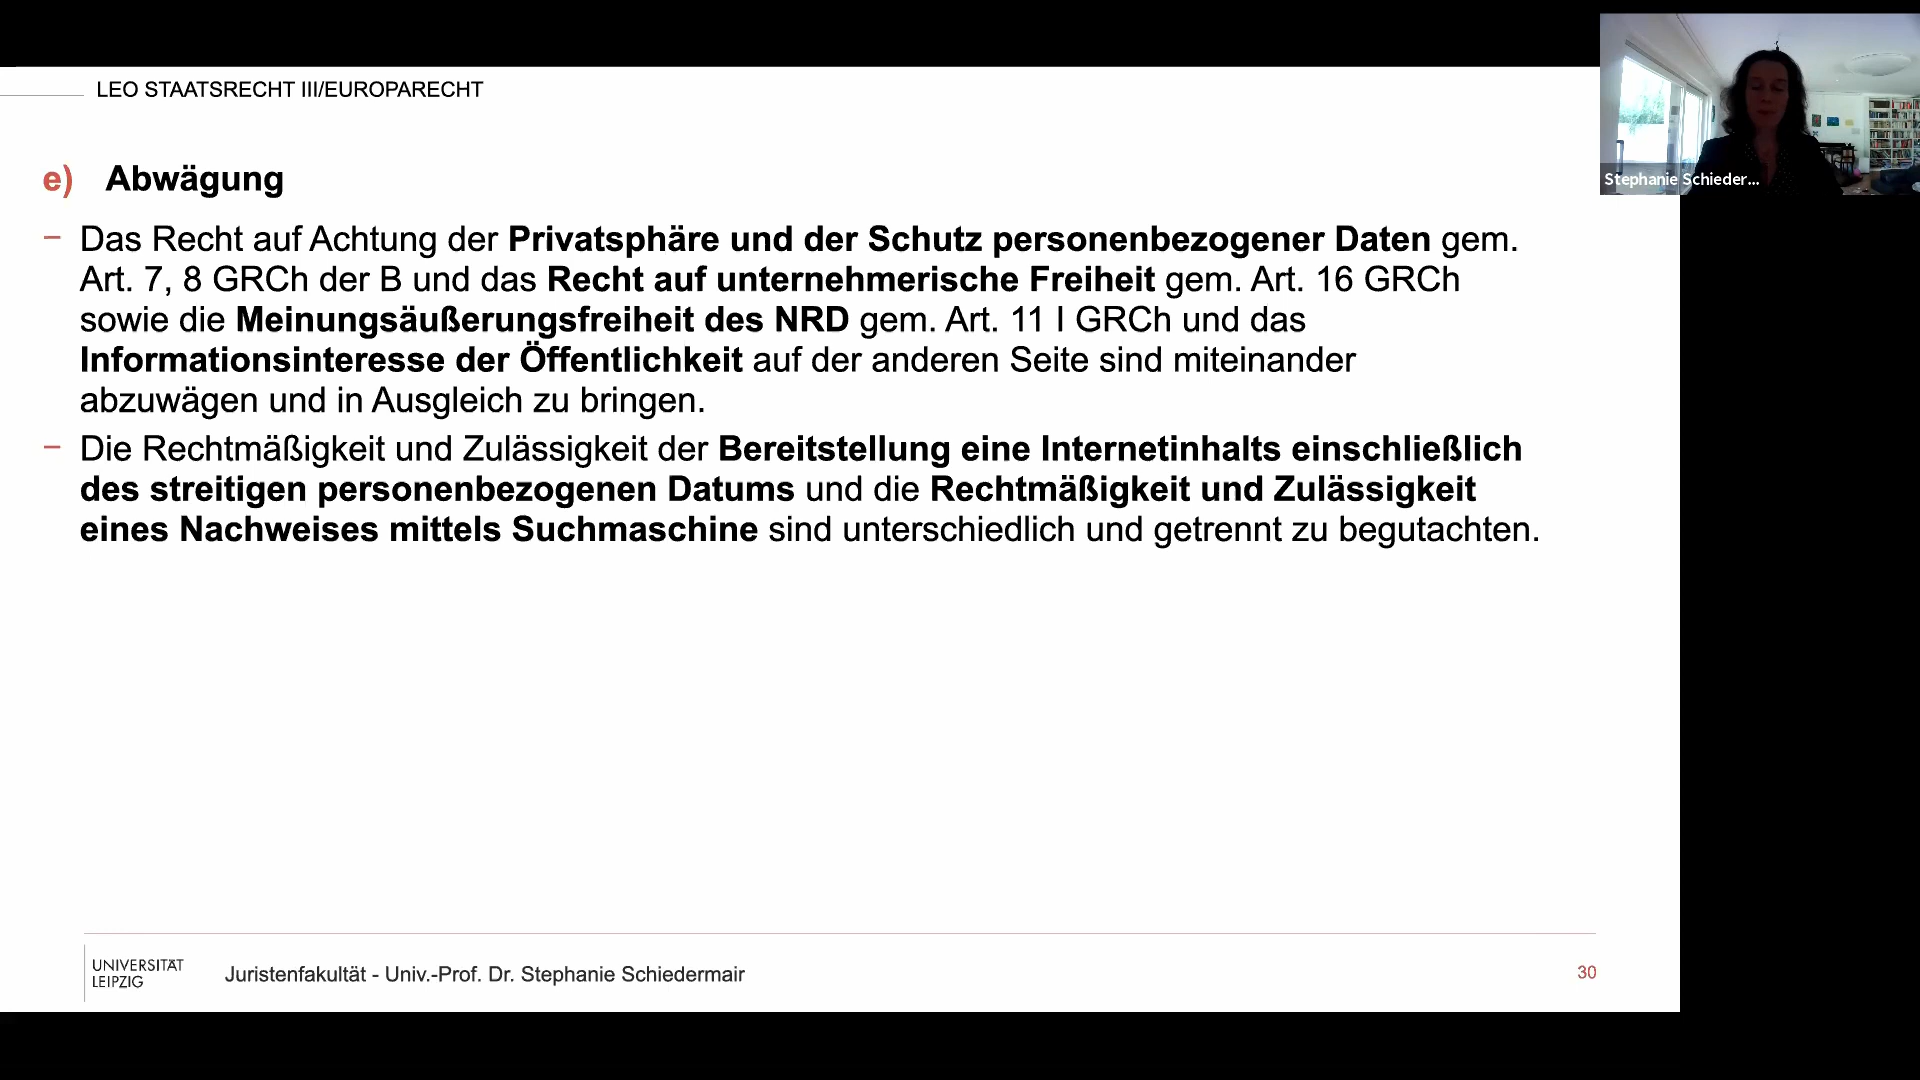 LEO STAATSRECHT III/EUROPARECHT
e) Abwägung
– Das Recht auf Achtung der Privatsphäre und der Schutz personenbezogener Daten gem.
Art. 7, 8 GRCh der B und das Recht auf unternehmerische Freiheit gem. Art. 16 GRCh
sowie die Meinungsäußerungsfreiheit des NRD gem. Art. 11 I GRCh und das
Informationsinteresse der Öffentlichkeit auf der anderen Seite sind miteinander
abzuwägen und in Ausgleich zu bringen.
– Die Rechtmäßigkeit und Zulässigkeit der Bereitstellung eine Internetinhalts einschließlich
des streitigen personenbezogenen Datums und die Rechtmäßigkeit und Zulässigkeit
eines Nachweises mittels Suchmaschine sind unterschiedlich und getrennt zu begutachten.
Stephanie Schieder...
UNIVERSITÄT
LEIPZIG
Juristenfakultät - Univ.-Prof. Dr. Stephanie Schiedermair
30